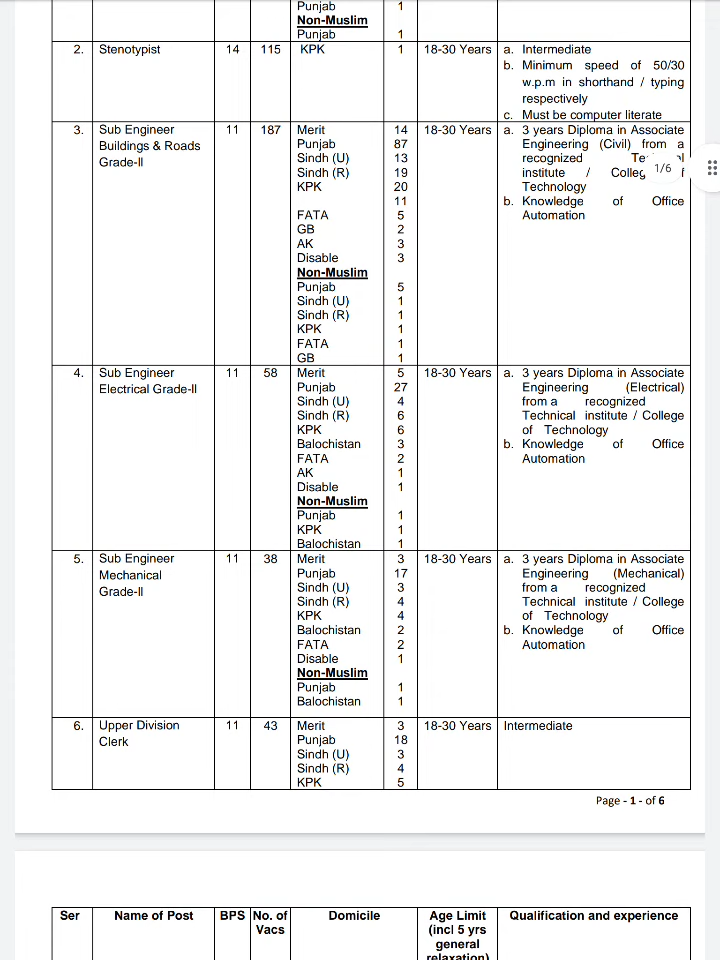 Punjab 1
Non-Muslim
Punjab 1
2. Stenotypist 14 115 KPK 1 18-30 Years a. Intermediate
b. Minimum speed of 50/30
w.p.m in shorthand / typing
respectively
c. Must be computer literate
3. Sub Engineer 11 187 Merit 14 18-30 Years a. 3 years Diploma in Associate
Buildings & Roads Punjab 87 Engineering (Civil) from a
Grade-II Sindh (U) 13 recognized
Sindh (R) 19 institute /
KPK 20 Technology
11 b. Knowledge of Office
FATA 5 Automation
GB 2
AK 3
Disable 3
Non-Muslim
Punjab 5
Sindh (U) 1
Sindh (R) 1
KPK 1
FATA 1
GB 1
1/6
4. Sub Engineer 11 58 Merit 5 18-30 Years a. 3 years Diploma in Associate
Electrical Grade-II Punjab 27 Engineering (Electrical)
Sindh (U) 4 from a recognized
Sindh (R) 6 Technical institute / College
KPK 6 of Technology
Balochistan 3 b. Knowledge of Office
FATA 2 Automation
AK 1
Disable 1
Non-Muslim
Punjab 1
KPK 1
Balochistan 1
5. Sub Engineer 11 38 Merit 3 18-30 Years a. 3 years Diploma in Associate
Mechanical Punjab 17 Engineering (Mechanical)
Grade-II Sindh (U) 3 from a recognized
Sindh (R) 4 Technical institute / College
KPK 4 of Technology
Balochistan 2 b. Knowledge of Office
FATA 2 Automation
Disable 1
Non-Muslim
Punjab 1
Balochistan 1
6. Upper Division 11 43 Merit 3 18-30 Years Intermediate
Clerk Punjab 18
Sindh (U) 3
Sindh (R) 4
KPK 5
Page - 1 - of 6
Ser Name of Post BPS No. of Domicile Age Limit Qualification and experience
Vacs (incl 5 yrs
general
relaxation)